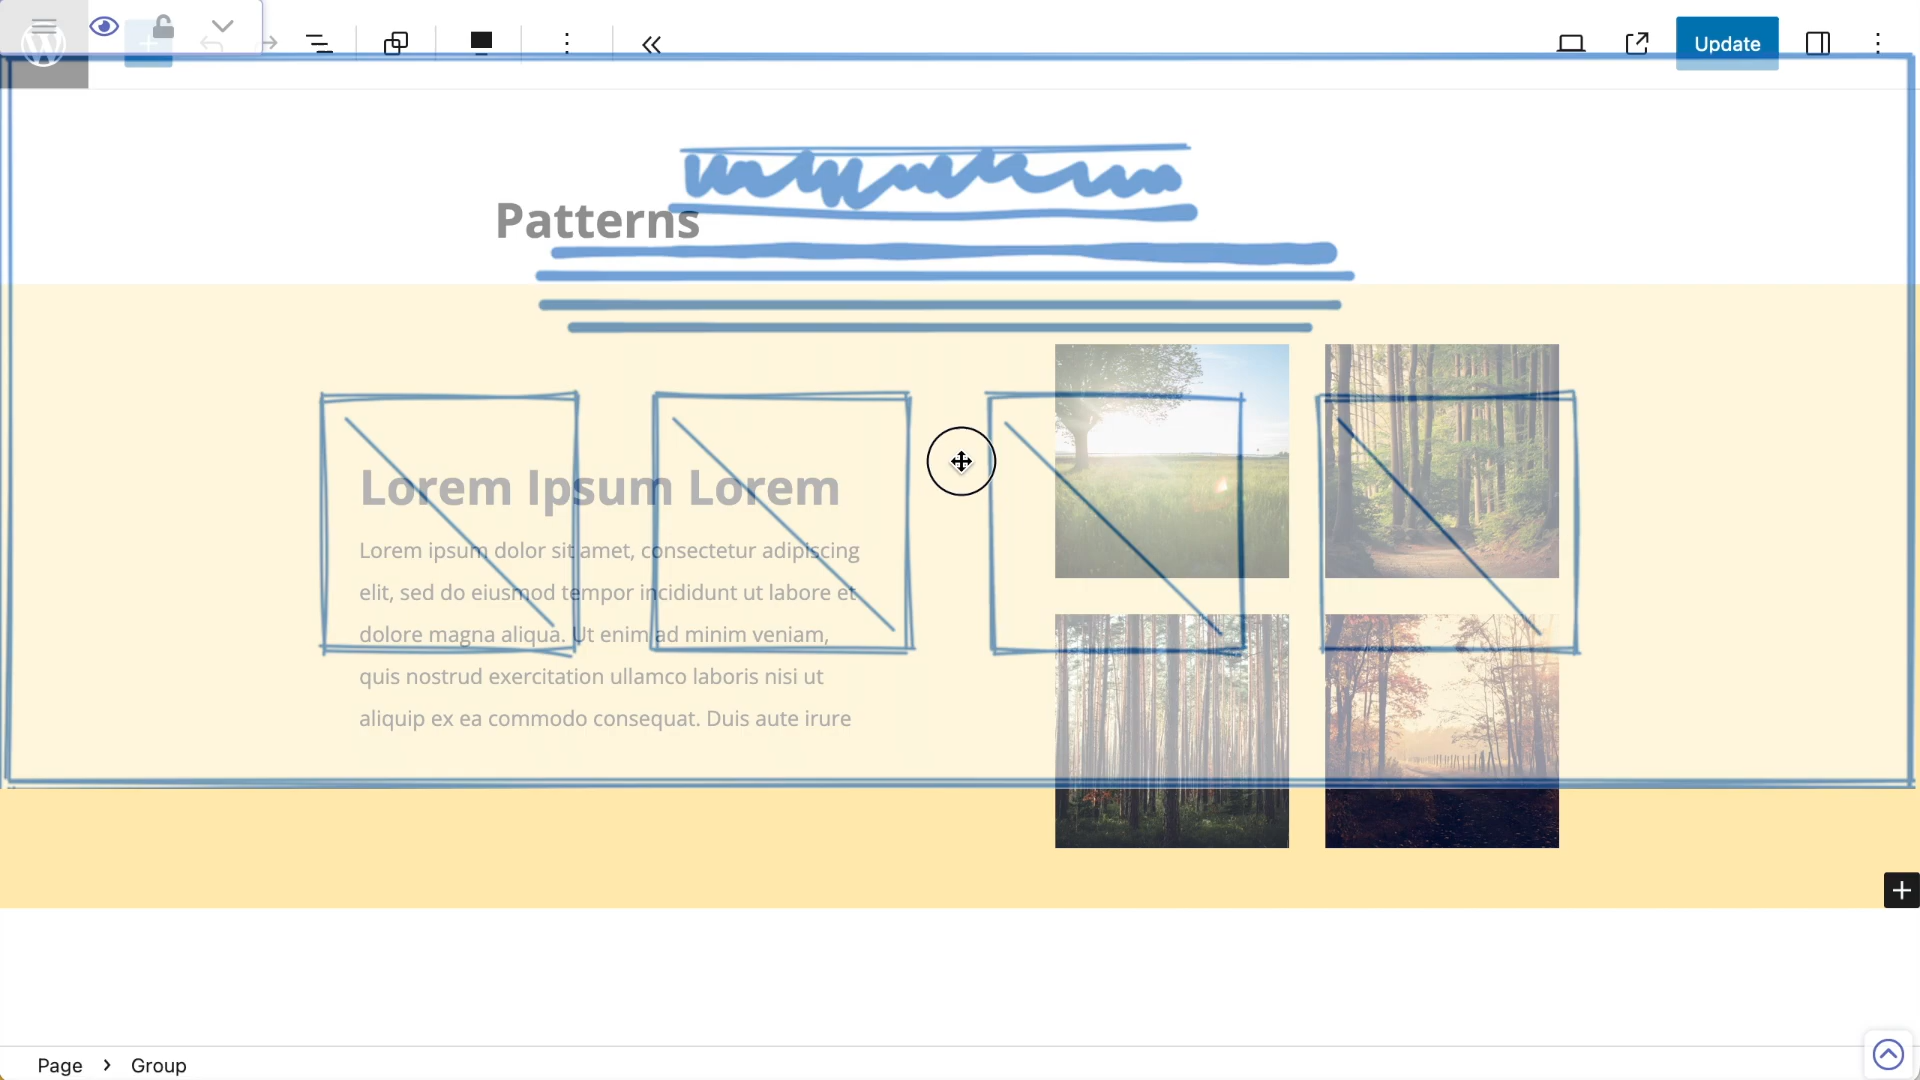 Update
Patterns
Lorem Ipsum Lorem
Lorem ipsum dolor sit amet, consectetur adipiscing
elit, sed do eiusmod tempor incididunt ut labore et
dolore magna aliqua. Ut enim ad minim veniam,
quis nostrud exercitation ullamco laboris nisi ut
aliquip ex ea commodo consequat. Duis aute irure
Page > Group